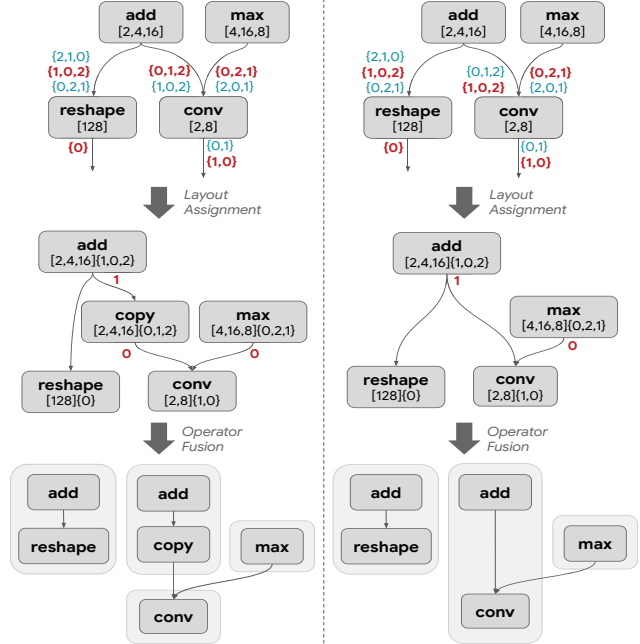 add
[2,4,16]
max
[4,16,8]
{2,1,0}
{1,0,2}
{0,2,1}
{0,1,2}
{1,0,2}
{0,2,1}
{2,0,1}
reshape
[128]
conv
[2,8]
{0}
{0,1}
{1,0}
Layout
Assignment
add
[2,4,16]{1,0,2}
1
copy
[2,4,16]{0,1,2}
max
[4,16,8]{0,2,1}
0
0
reshape
[128]{0}
conv
[2,8]{1,0}
Operator
Fusion
add
add
reshape
copy
max
conv
add
[2,4,16]
max
[4,16,8]
{2,1,0}
{1,0,2}
{0,2,1}
{0,1,2}
{1,0,2}
{0,2,1}
{2,0,1}
reshape
[128]
conv
[2,8]
{0}
{0,1}
{1,0}
Layout
Assignment
add
[2,4,16]{1,0,2}
1
max
[4,16,8]{0,2,1}
0
reshape
[128]{0}
conv
[2,8]{1,0}
Operator
Fusion
add
add
reshape
max
conv